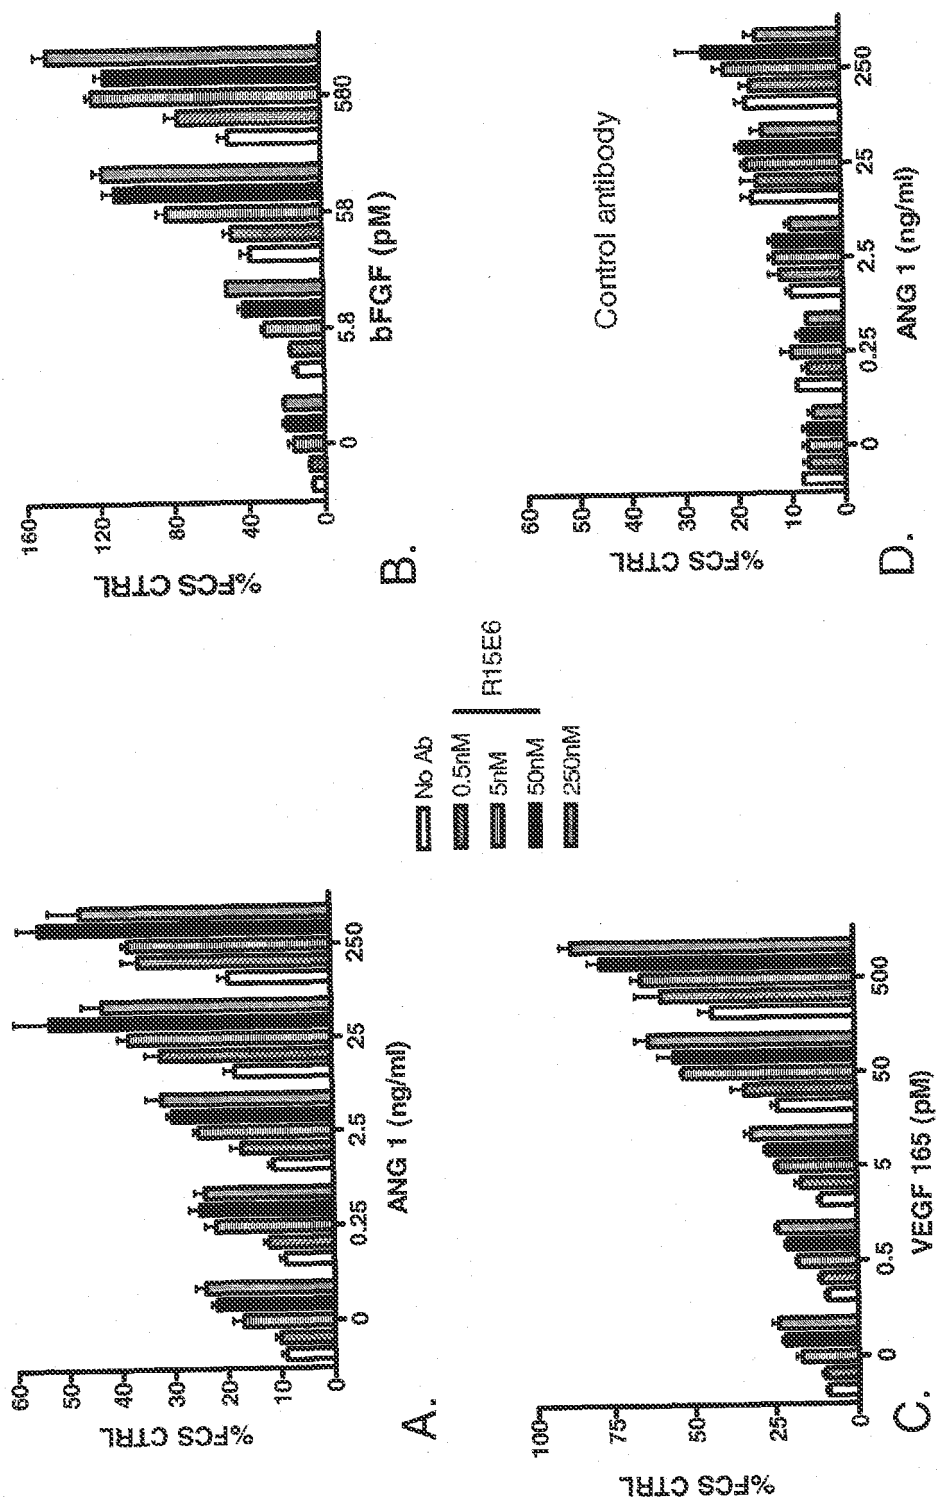 A.
%FCS CTRL
60
50
40
30
20
10
0
0
0.25
2.5
25
250
ANG 1 (ng/ml)
B.
%FCS CTRL
160
120
80
40
0
0
5.8
58
580
bFGF (pM)
No Ab
0.5nM
5nM
50nM
250nM
R15E6
C.
%FCS CTRL
100
75
50
25
0
0
0.5
5
50
500
VEGF 165 (pM)
D.
%FCS CTRL
60
50
40
30
20
10
0
Control antibody
0
0.25
2.5
25
250
ANG 1 (ng/ml)